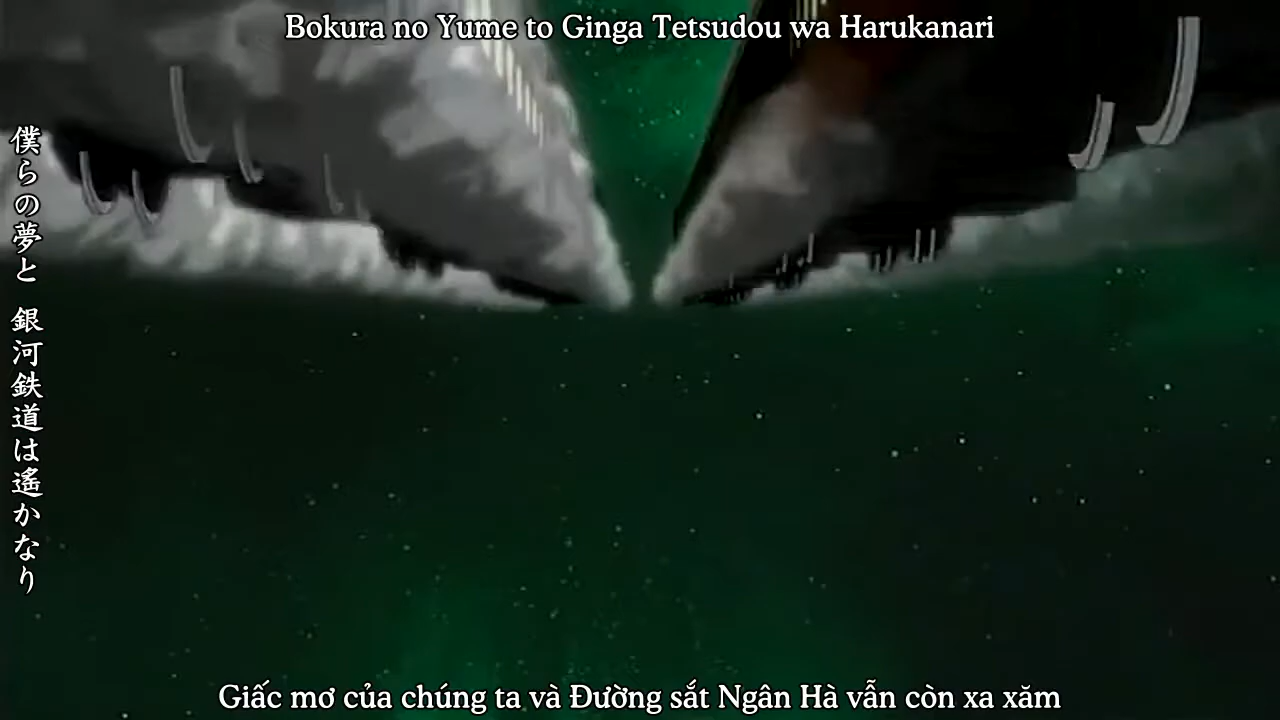 Bokura no Yume to Ginga Tetsudou wa Harukanari
僕らの夢と 銀河鉄道は遙かなり
Giấc mơ của chúng ta và Đường sắt Ngân Hà vẫn còn xa xăm